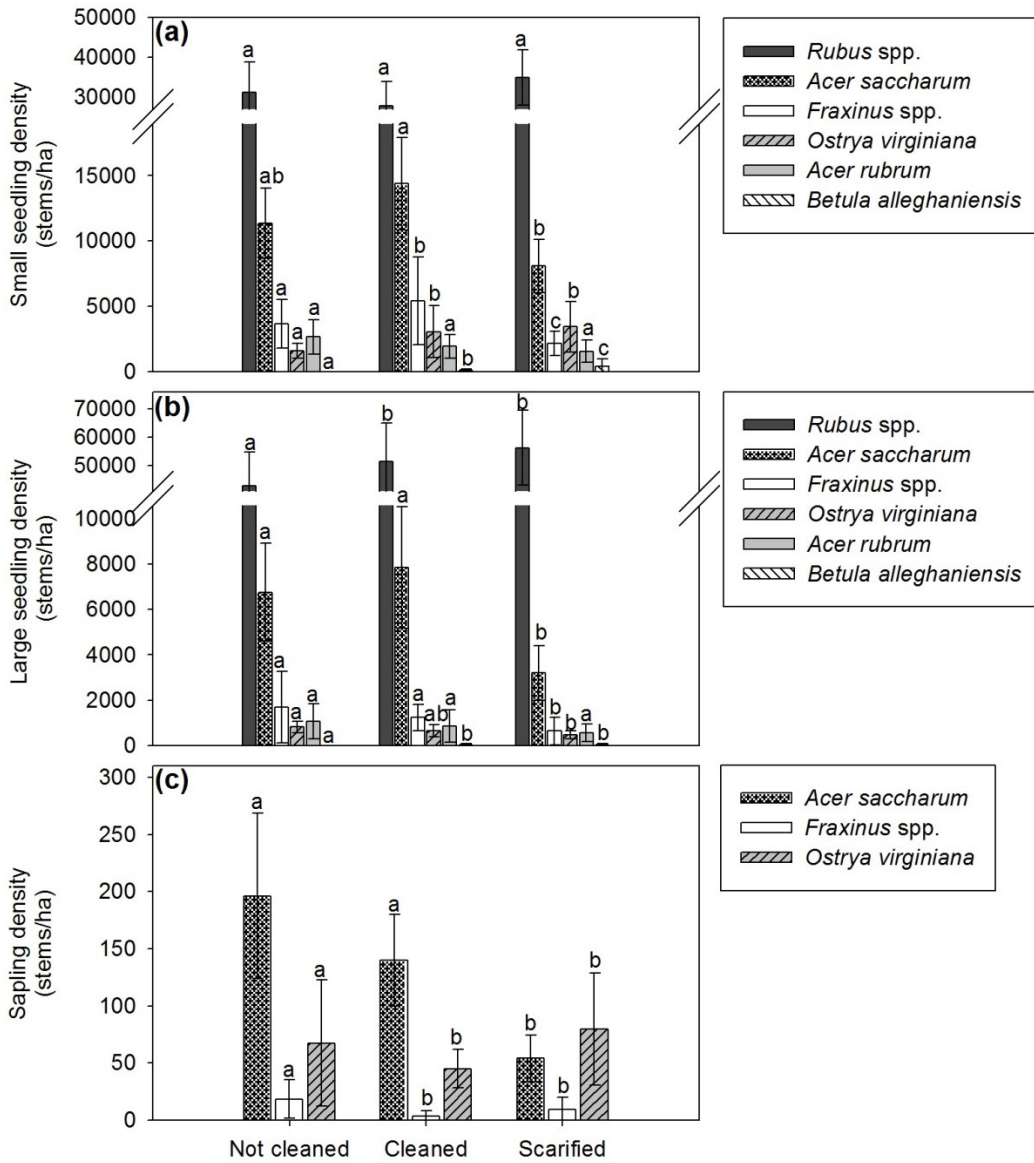 (a)
Small seedling density
(stems/ha)
50000
40000
30000
15000
10000
5000
0
a
ab
a
a
a
a
a
a
b
b
a
b
a
b
c
b
a
c
Rubus spp.
Acer saccharum
Fraxinus spp.
Ostrya virginiana
Acer rubrum
Betula alleghaniensis
(b)
Large seedling density
(stems/ha)
70000
60000
50000
10000
8000
6000
4000
2000
0
a
a
a
a
a
a
b
a
a
ab
a
b
b
b
b
b
a
b
Rubus spp.
Acer saccharum
Fraxinus spp.
Ostrya virginiana
Acer rubrum
Betula alleghaniensis
(c)
Sapling density
(stems/ha)
300
250
200
150
100
50
0
a
a
a
a
b
b
b
b
b
Acer saccharum
Fraxinus spp.
Ostrya virginiana
Not cleaned Cleaned Scarified